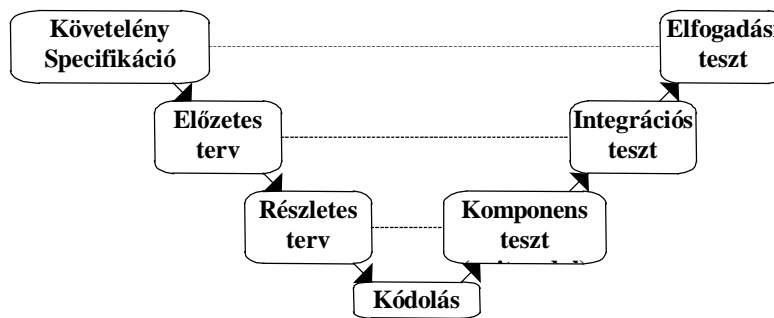 Követelény
Specifikáció
Elfogadási
teszt
Előzetes
terv
Integrációs
teszt
Részletes
terv
Komponens
teszt
Kódolás